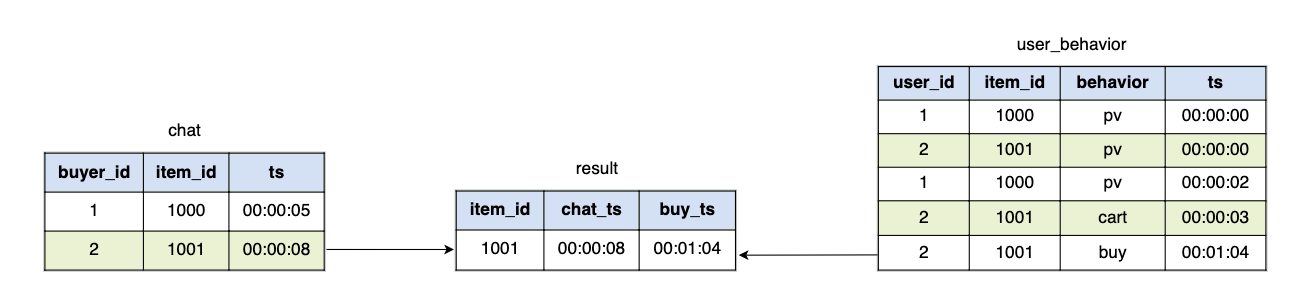 chat
buyer_id item_id ts
1 1000 00:00:05
2 1001 00:00:08
result
item_id chat_ts buy_ts
1001 00:00:08 00:01:04
user_behavior
user_id item_id behavior ts
1 1000 pv 00:00:00
2 1001 pv 00:00:00
1 1000 pv 00:00:02
2 1001 cart 00:00:03
2 1001 buy 00:01:04